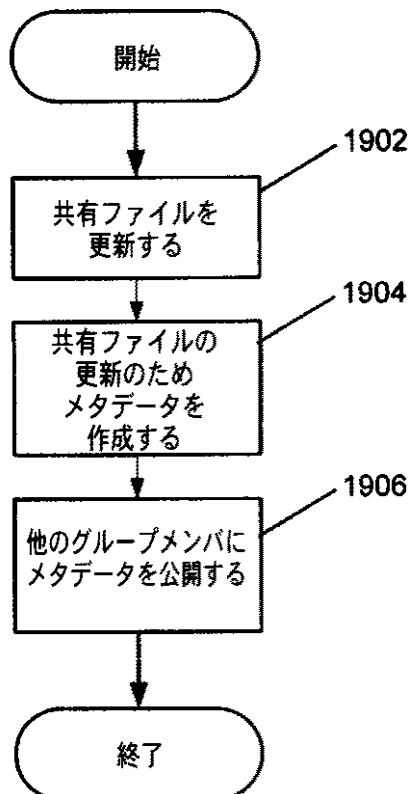 開始
1902
共有ファイルを
更新する
1904
共有ファイルの
更新のため
メタデータを
作成する
1906
他のグループメンバに
メタデータを公開する
終了